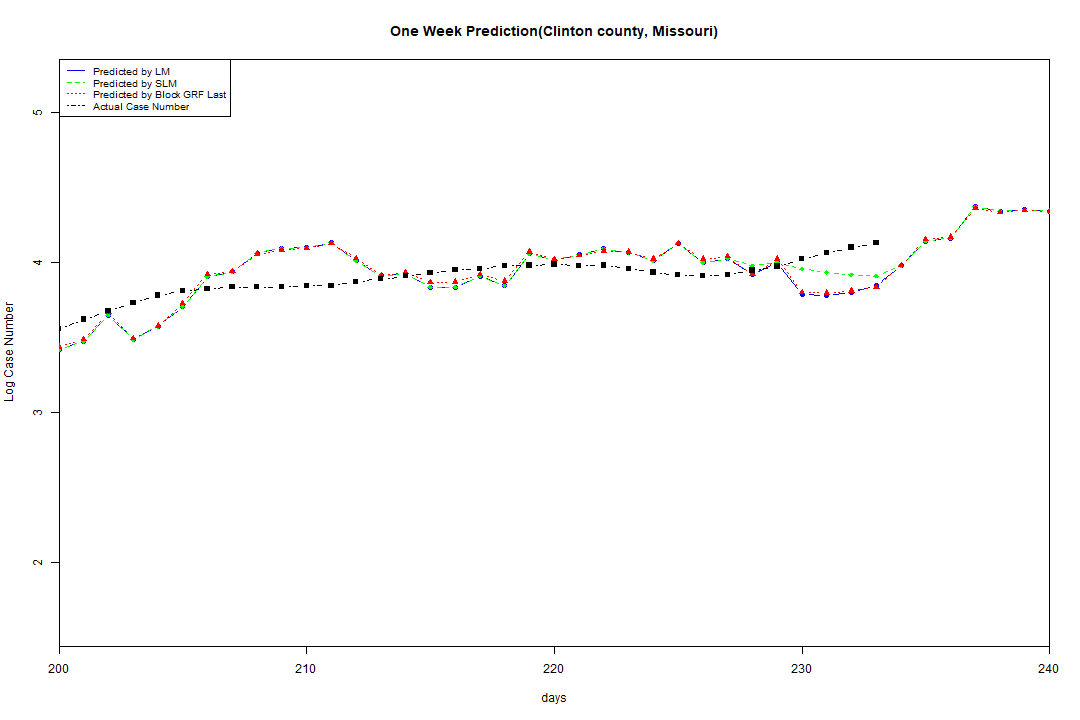 One Week Prediction(Clinton county, Missouri)
Predicted by LM
Predicted by SLM
Predicted by Block GRF Last
Actual Case Number
5
4
3
2
Log Case Number
200 210 220 230 240
days